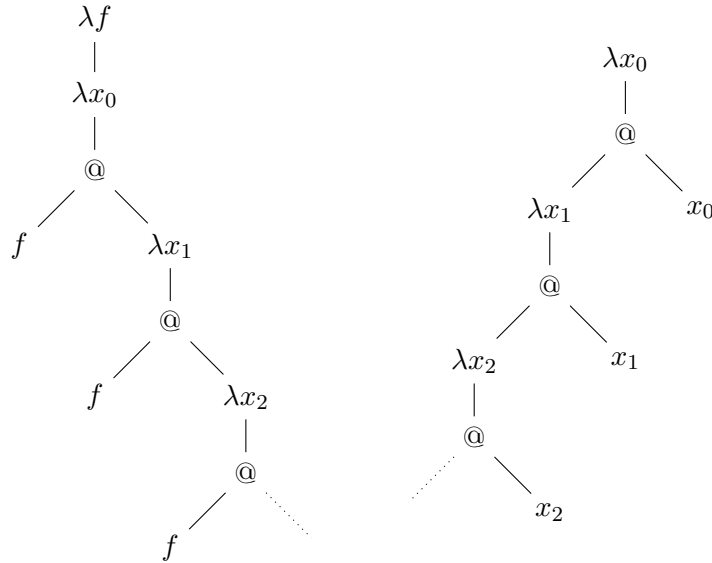 λf
λx₀ λx₀
@ @
f λx₁ λx₁ x₀
@ @
f λx₂ λx₂ x₁
@ @
f x₂